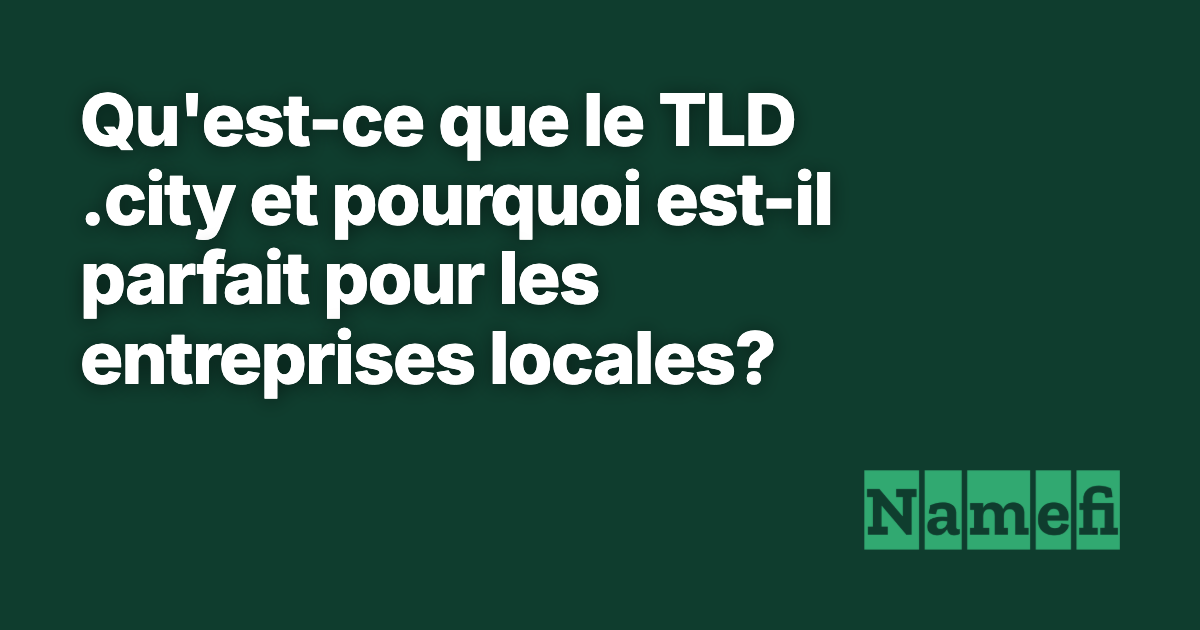 Qu'est-ce que le TLD
.city et pourquoi est-il
parfait pour les
entreprises locales?
Namefi